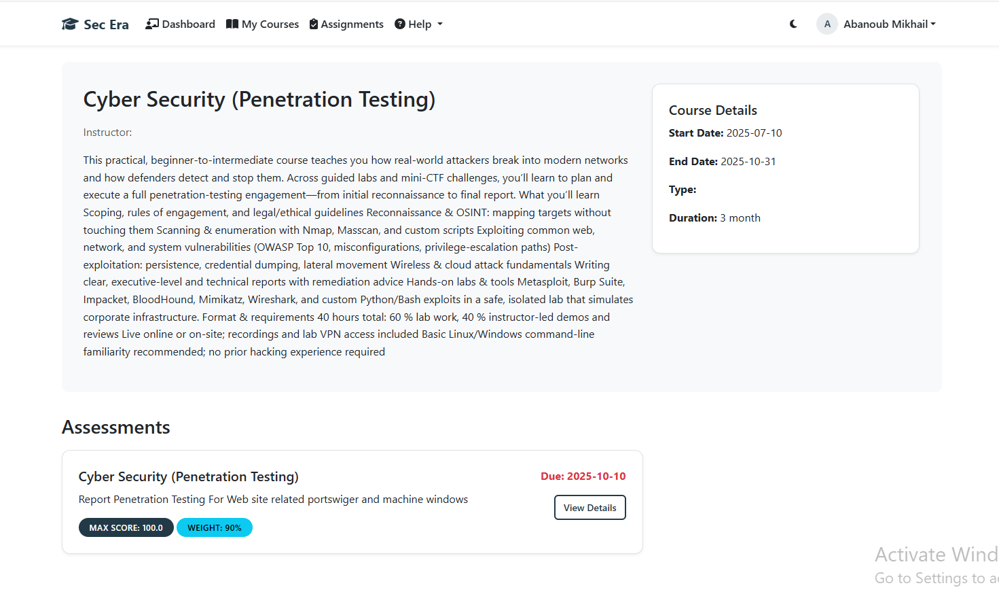 Sec Era Dashboard My Courses Assignments Help A Abanoub Mikhail
Cyber Security (Penetration Testing)
Instructor:
This practical, beginner-to-intermediate course teaches you how real-world attackers break into modern networks
and how defenders detect and stop them. Across guided labs and mini-CTF challenges, you’ll learn to plan and
execute a full penetration-testing engagement—from initial reconnaissance to final report. What you’ll learn
Scoping, rules of engagement, and legal/ethical guidelines Reconnaissance & OSINT: mapping targets without
touching them Scanning & enumeration with Nmap, Masscan, and custom scripts Exploiting common web,
network, and system vulnerabilities (OWASP Top 10, misconfigurations, privilege-escalation paths) Post-
exploitation: persistence, credential dumping, lateral movement Wireless & cloud attack fundamentals Writing
clear, executive-level and technical reports with remediation advice Hands-on labs & tools Metasploit, Burp Suite,
Impacket, BloodHound, Mimikatz, Wireshark, and custom Python/Bash exploits in a safe, isolated lab that simulates
corporate infrastructure. Format & requirements 40 hours total: 60 % lab work, 40 % instructor-led demos and
reviews Live online or on-site; recordings and lab VPN access included Basic Linux/Windows command-line
familiarity recommended; no prior hacking experience required
Course Details
Start Date: 2025-07-10
End Date: 2025-10-31
Type:
Duration: 3 month
Assessments
Cyber Security (Penetration Testing)
Due: 2025-10-10
Report Penetration Testing For Web site related portswiger and machine windows
View Details
MAX SCORE: 100.0 WEIGHT: 90%
Activate Wind
Go to Settings to a